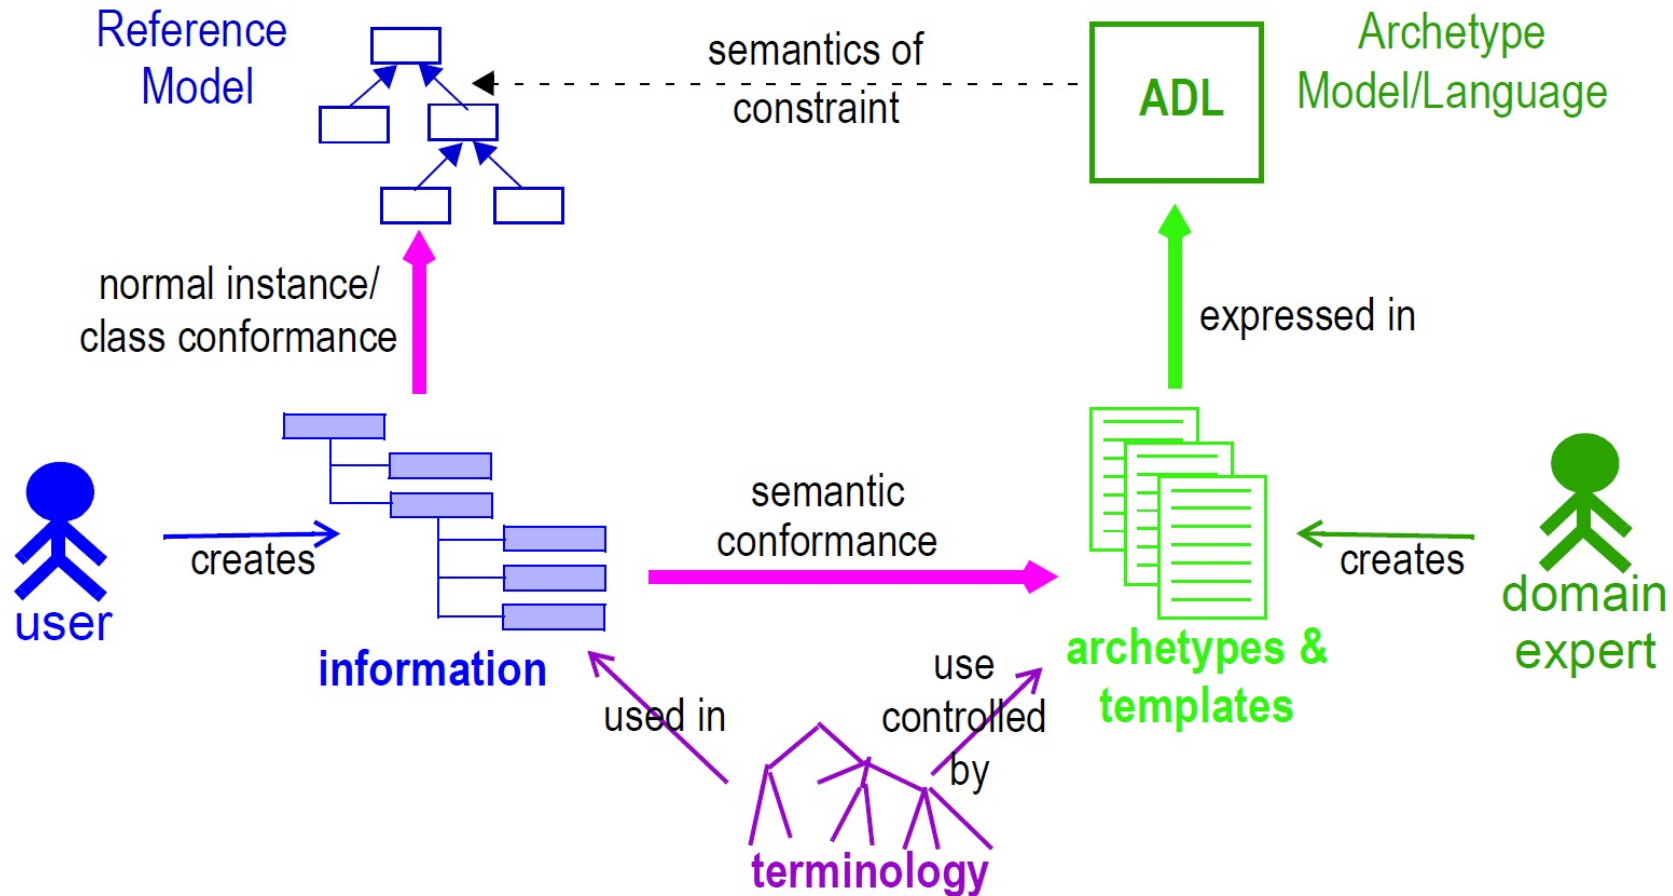 Reference
Model
semantics of
constraint
ADL
Archetype
Model/Language
normal instance/
class conformance
expressed in
creates
user
information
semantic
conformance
archetypes &
templates
creates
domain
expert
used in
use
controlled
by
terminology